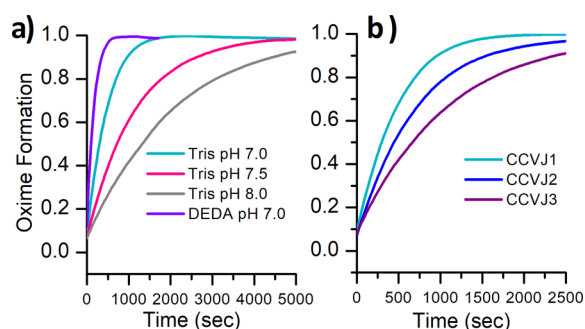 a)
Oxime Formation
1.0
0.8
0.6
0.4
0.2
0.0
Tris pH 7.0
Tris pH 7.5
Tris pH 8.0
DEDA pH 7.0
0 1000 2000 3000 4000 5000
Time (sec)
b)
1.0
0.8
0.6
0.4
0.2
0.0
CCVJ1
CCVJ2
CCVJ3
0 500 1000 1500 2000 2500
Time (sec)